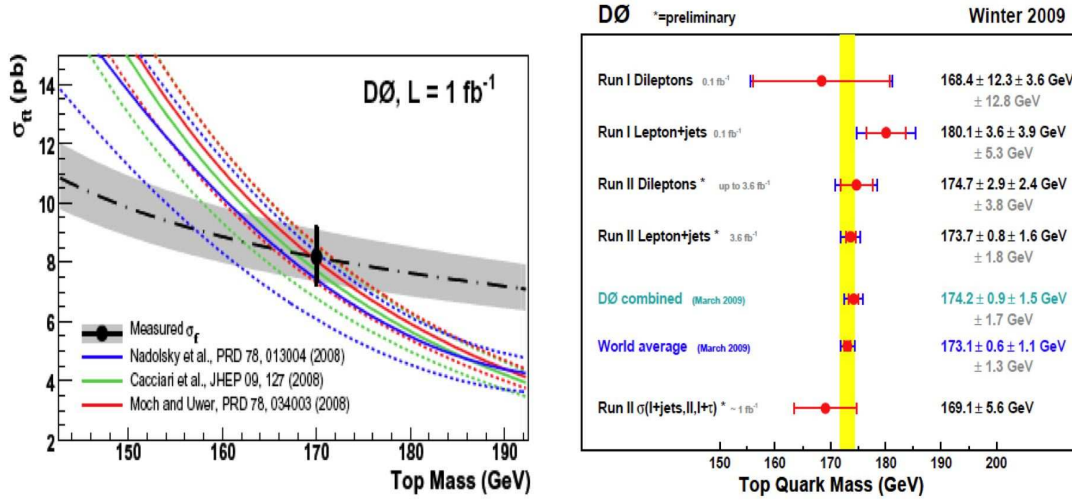 σ_tt̄ (pb)
14
12
10
8
6
4
2
DØ, L = 1 fb⁻¹
Measured σ_f
Nadolsky et al., PRD 78, 013004 (2008)
Cacciari et al., JHEP 09, 127 (2008)
Moch and Uwer, PRD 78, 034003 (2008)
150 160 170 180 190
Top Mass (GeV)
DØ *=preliminary Winter 2009
Run I Dileptons 0.1 fb⁻¹ 168.4 ± 12.3 ± 3.6 GeV
± 12.8 GeV
Run I Lepton+jets 0.1 fb⁻¹ 180.1 ± 3.6 ± 3.9 GeV
± 5.3 GeV
Run II Dileptons * up to 3.6 fb⁻¹ 174.7 ± 2.9 ± 2.4 GeV
± 3.8 GeV
Run II Lepton+jets * 3.6 fb⁻¹ 173.7 ± 0.8 ± 1.6 GeV
± 1.8 GeV
DØ combined (March 2009) 174.2 ± 0.9 ± 1.5 GeV
± 1.7 GeV
World average (March 2009) 173.1 ± 0.6 ± 1.1 GeV
± 1.3 GeV
Run II σ(l+jets,ll,l+τ) * ~ 1 fb⁻¹ 169.1 ± 5.6 GeV
150 160 170 180 190 200
Top Quark Mass (GeV)